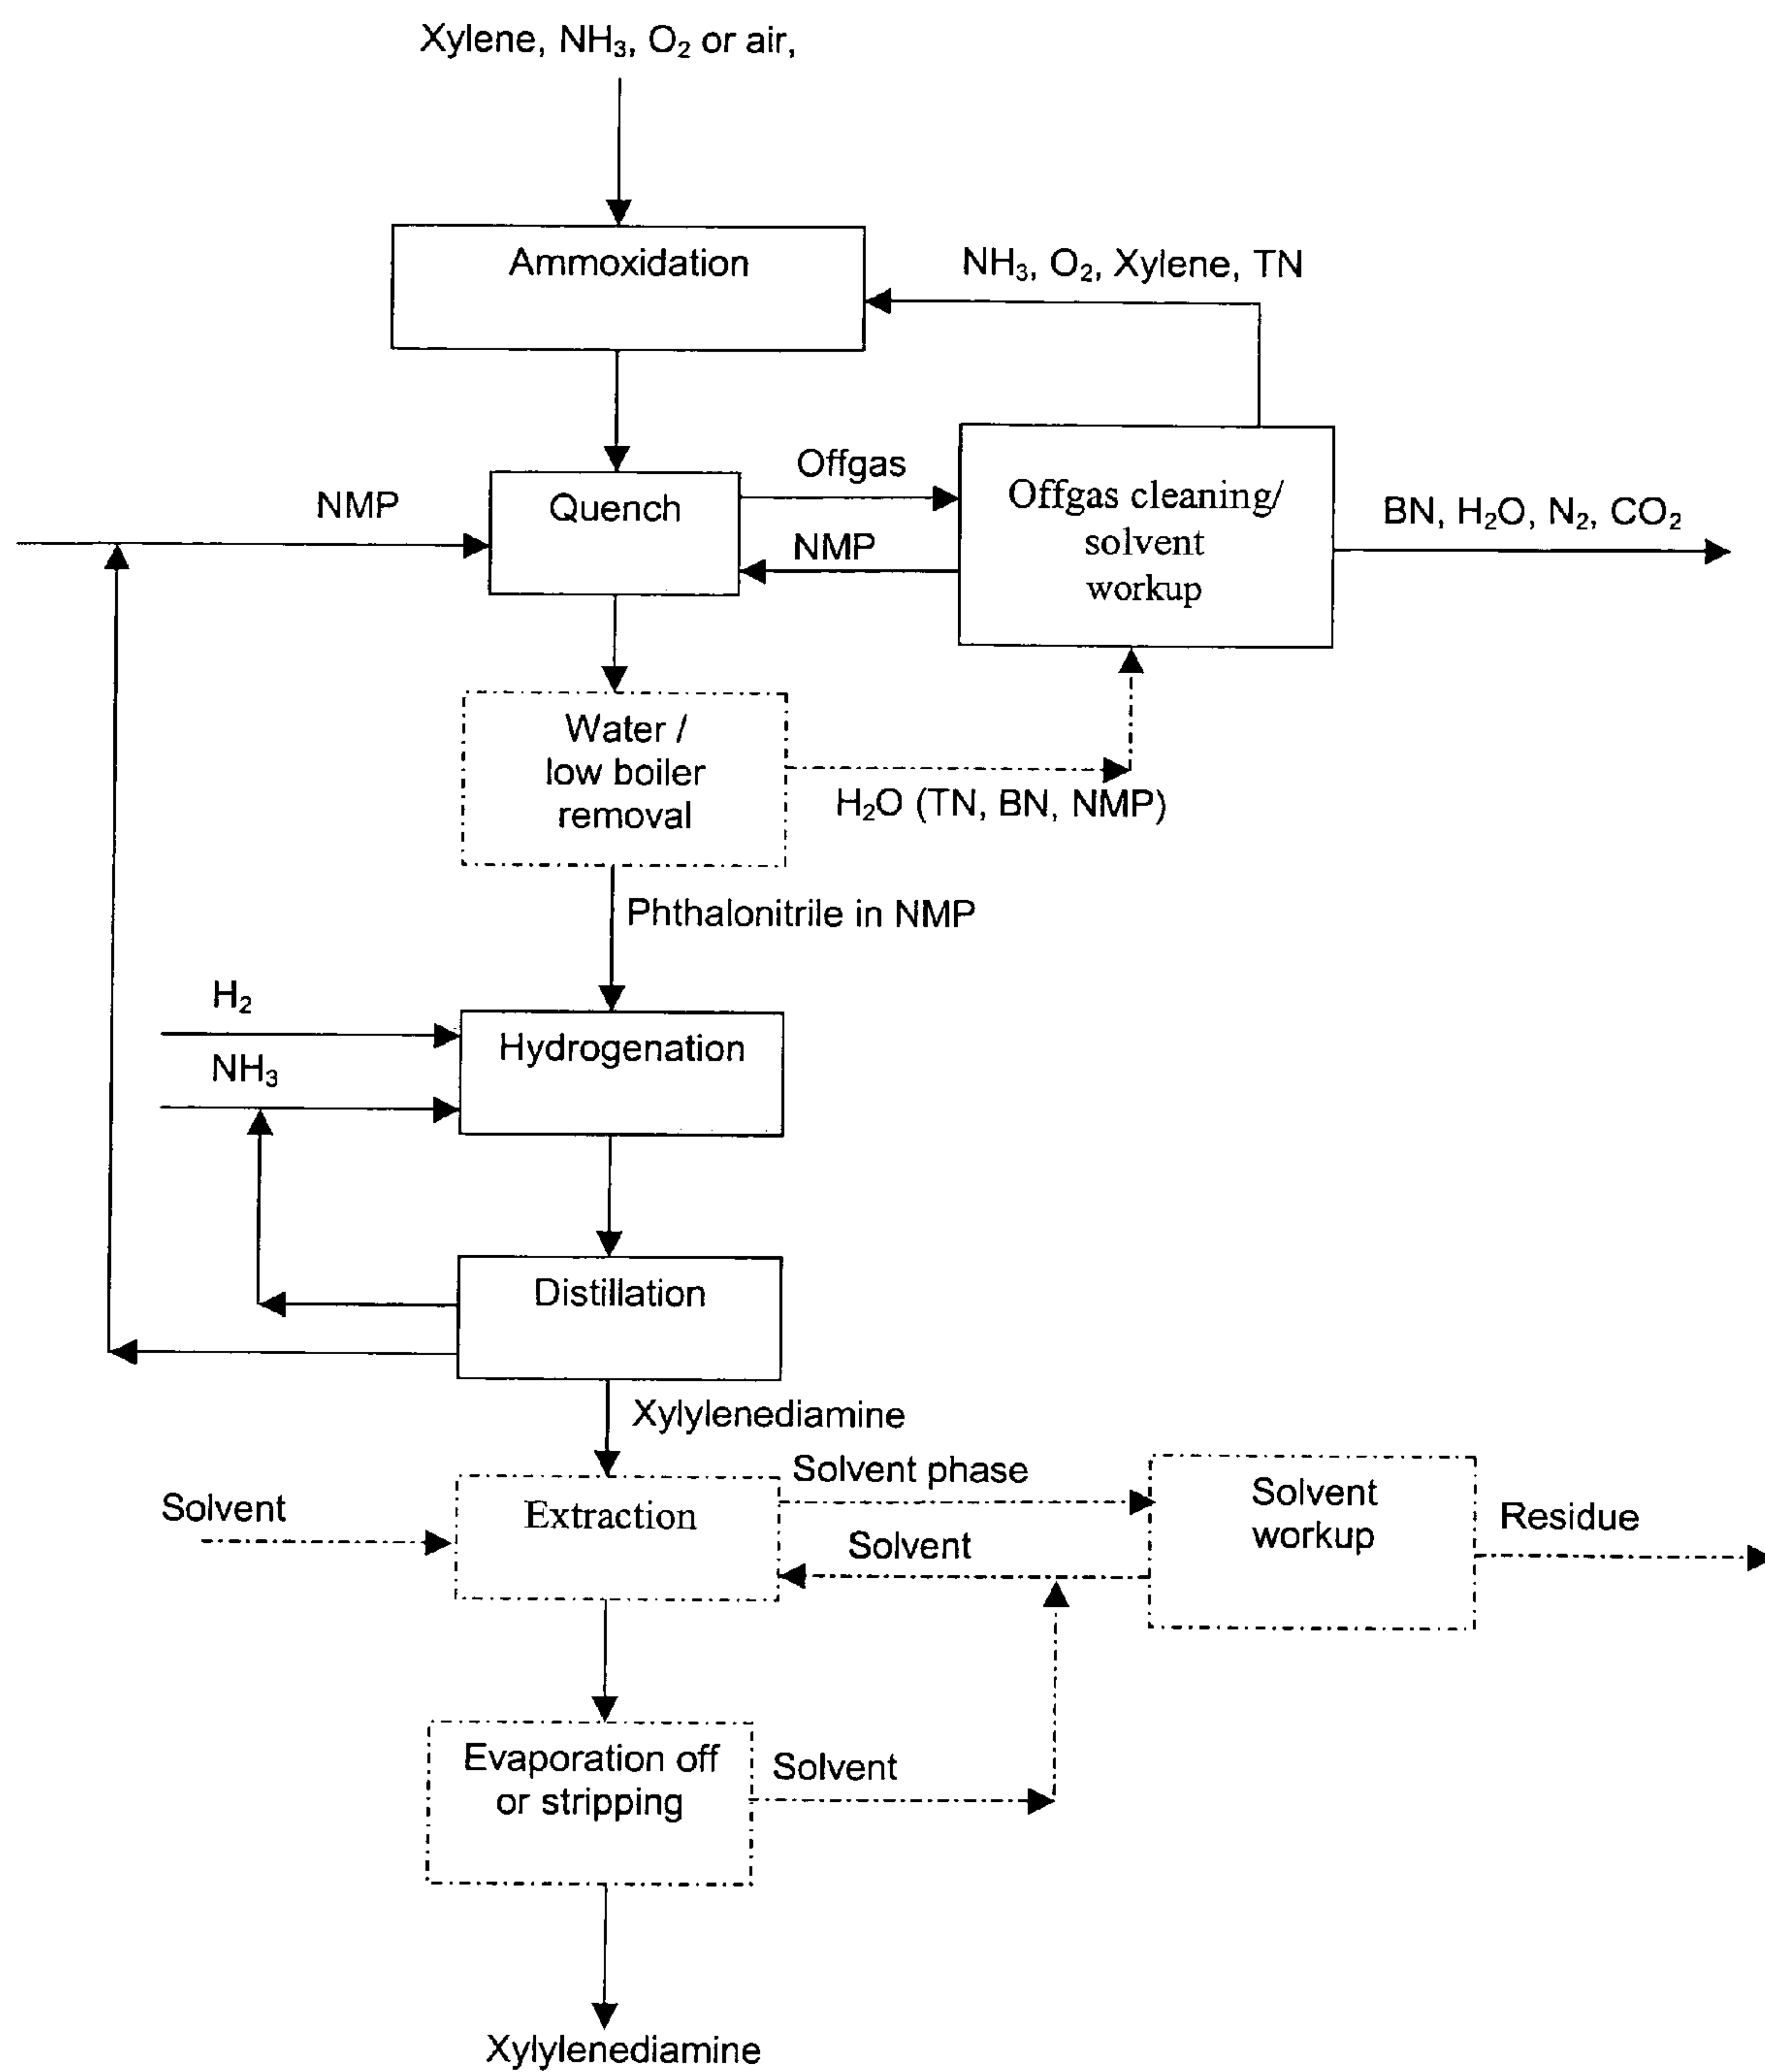 Xylene, NH₃, O₂ or air,
Ammoxidation
NH₃, O₂, Xylene, TN
Offgas
NMP
Quench
NMP
Offgas cleaning/
solvent
workup
BN, H₂O, N₂, CO₂
Water /
low boiler
removal
H₂O (TN, BN, NMP)
Phthalonitrile in NMP
H₂
Hydrogenation
NH₃
Distillation
Xylylenediamine
Solvent phase
Solvent
Extraction
Solvent
Solvent
workup
Residue
Evaporation off
or stripping
Solvent
Xylylenediamine